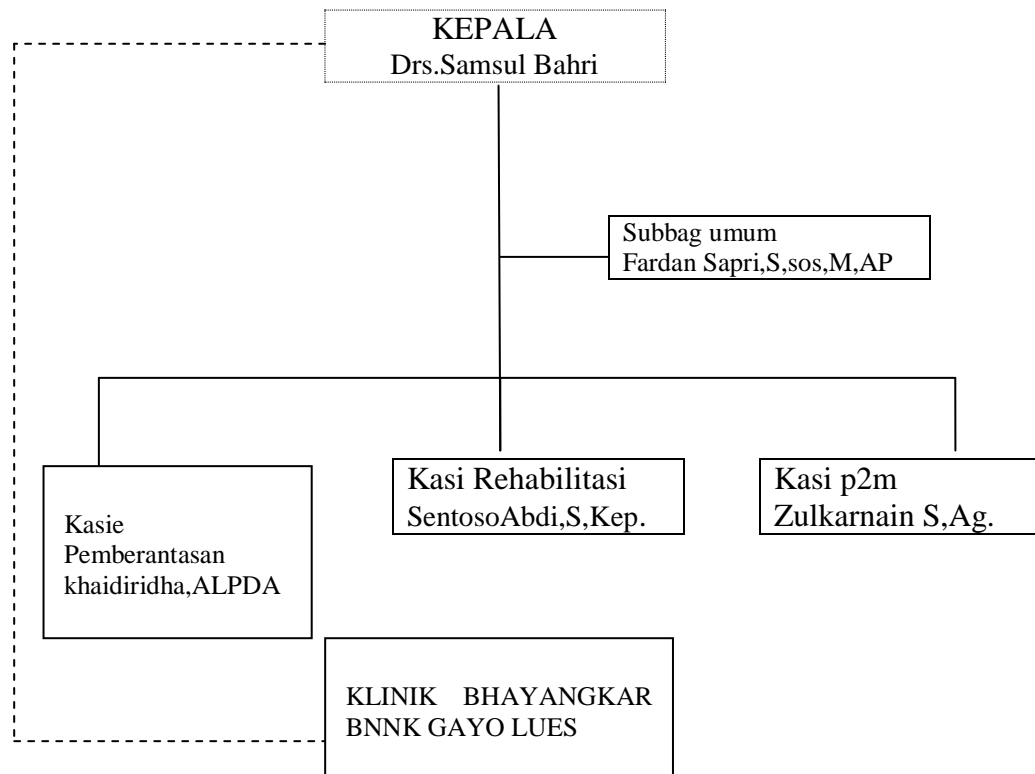 KEPALA
Drs.Samsul Bahri
Subbag umum
Fardan Sapri,S,sos,M,AP
Kasie
Pemberantasan
khaidiridha,ALPDA
Kasi Rehabilitasi
SentosoAbdi,S,Kep.
Kasi p2m
Zulkarnain S,Ag.
KLINIK BHAYANGKAR
BNNK GAYO LUES